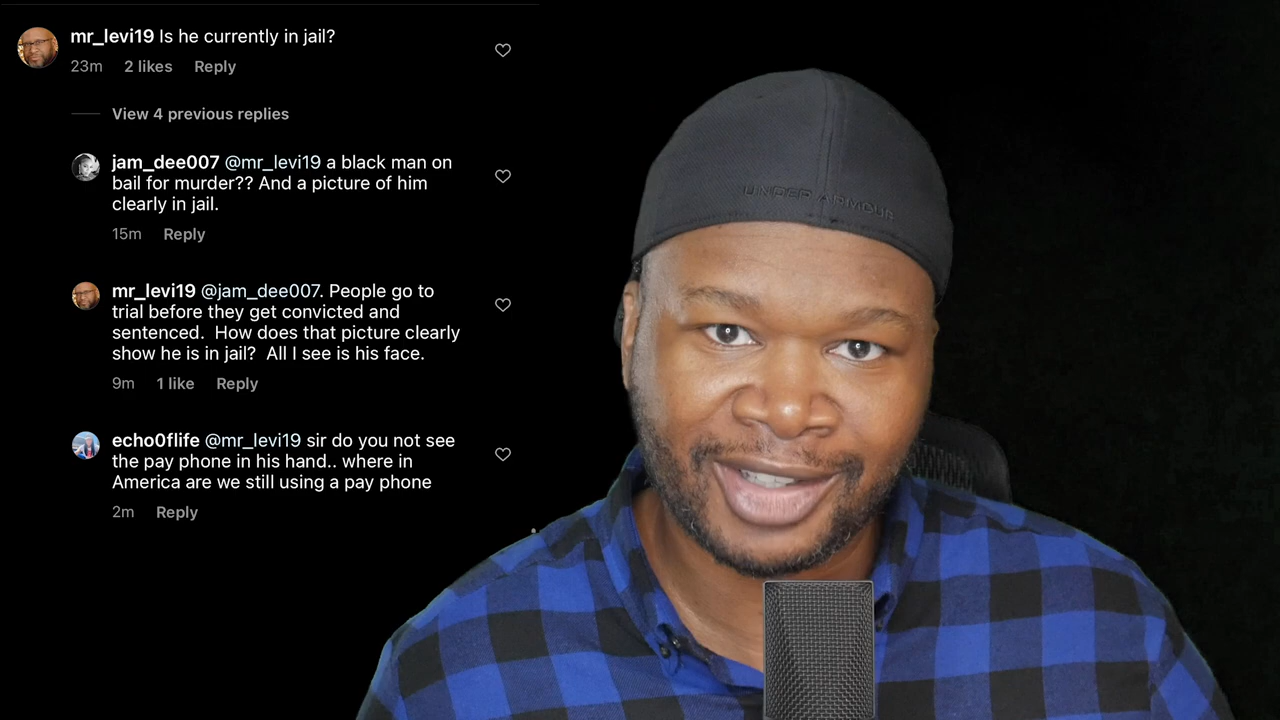 mr_levi19 Is he currently in jail?
23m 2 likes Reply
View 4 previous replies
jam_dee007 @mr_levi19 a black man on
bail for murder?? And a picture of him
clearly in jail.
15m Reply
mr_levi19 @jam_dee007. People go to
trial before they get convicted and
sentenced. How does that picture clearly
show he is in jail? All I see is his face.
9m 1 like Reply
echo0flife @mr_levi19 sir do you not see
the pay phone in his hand.. where in
America are we still using a pay phone
2m Reply
UNDER ARMOUR